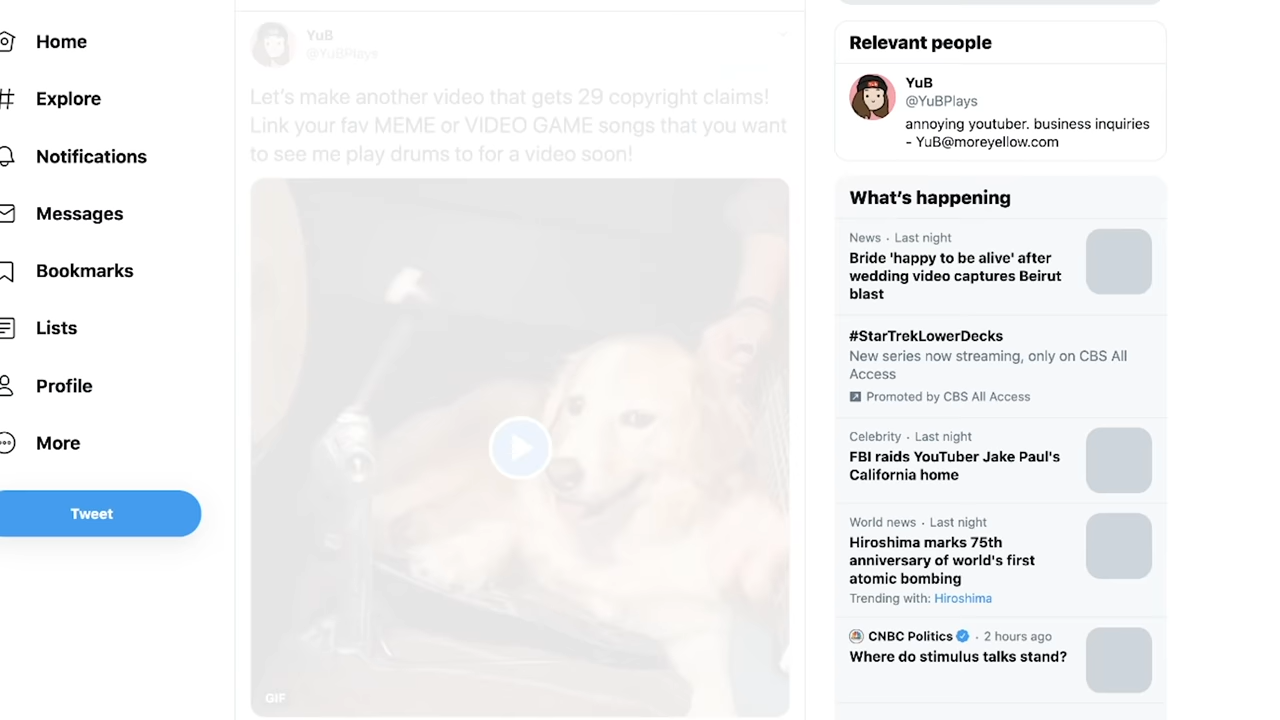 Home
Explore
Notifications
Messages
Bookmarks
Lists
Profile
More
Tweet
YuB
@YuBPlays
Let's make another video that gets 29 copyright claims!
Link your fav MEME or VIDEO GAME songs that you want
to see me play drums to for a video soon!
GIF
Relevant people
YuB
@YuBPlays
annoying youtuber. business inquiries
- YuB@moreyellow.com
What's happening
News · Last night
Bride 'happy to be alive' after
wedding video captures Beirut
blast
#StarTrekLowerDecks
New series now streaming, only on CBS All
Access
Promoted by CBS All Access
Celebrity · Last night
FBI raids YouTuber Jake Paul's
California home
World news · Last night
Hiroshima marks 75th
anniversary of world's first
atomic bombing
Trending with: Hiroshima
CNBC Politics · 2 hours ago
Where do stimulus talks stand?